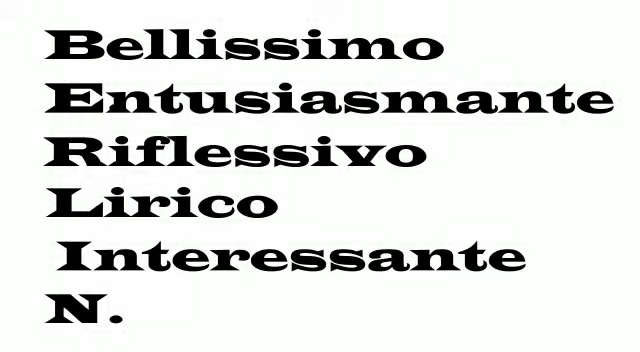 Bellissimo
Entusiasmante
Riflessivo
Lirico
Interessante
N.